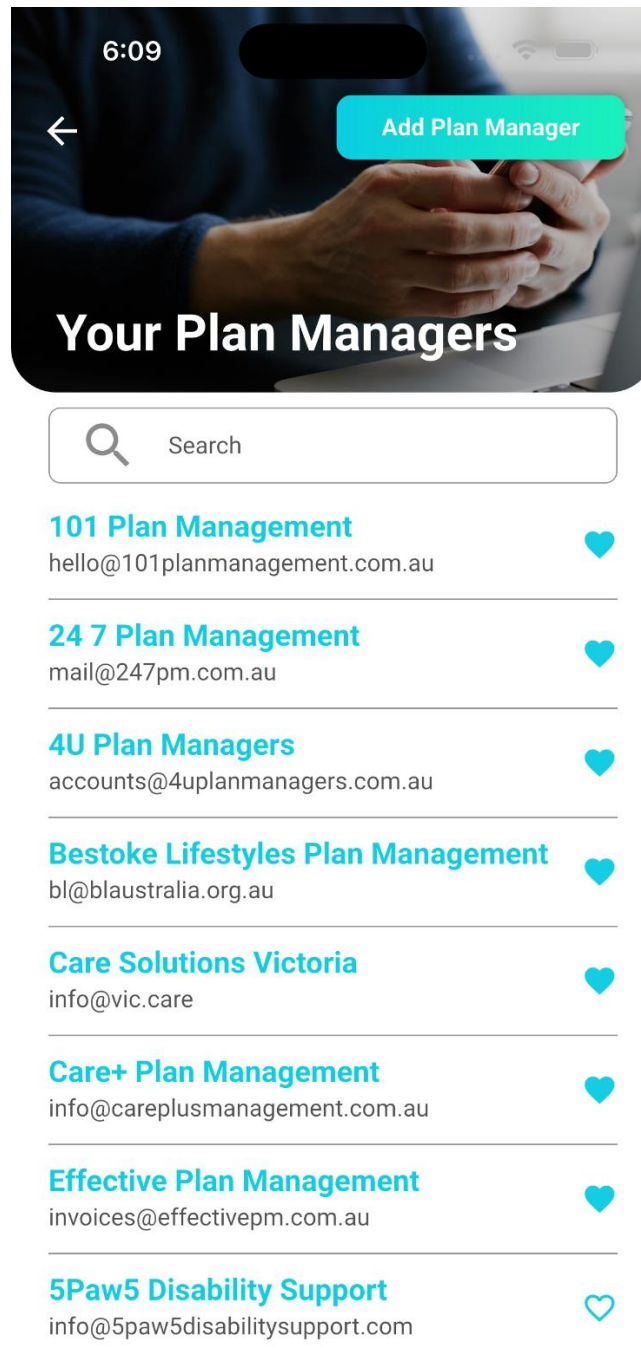 6:09
Add Plan Manager
Your Plan Managers
Search
101 Plan Management
hello@101planmanagement.com.au
24 7 Plan Management
mail@247pm.com.au
4U Plan Managers
accounts@4uplanmanagers.com.au
Bestoke Lifestyles Plan Management
bl@blaustralia.org.au
Care Solutions Victoria
info@vic.care
Care+ Plan Management
info@careplusmanagement.com.au
Effective Plan Management
invoices@effectivepm.com.au
5Paw5 Disability Support
info@5paw5disabilitysupport.com